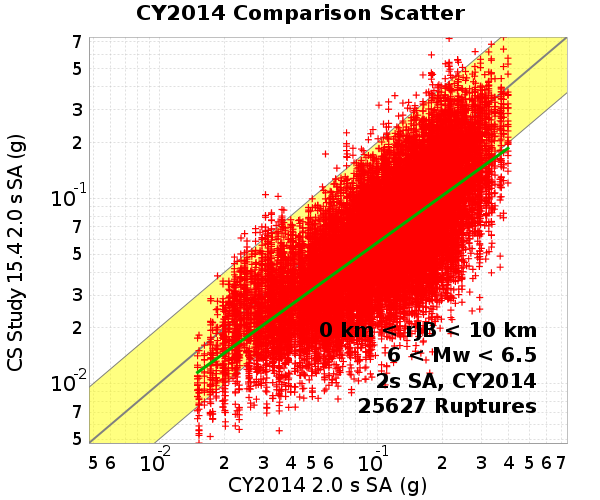 CY2014 Comparison Scatter
7
5
3
2
10-1
7
5
3
2
10-2
7
5
CS Study 15.4 2.0 s SA (g)
0 km < rJB < 10 km
6 < Mw < 6.5
2s SA, CY2014
25627 Ruptures
5 6 10-2 2 3 4 5 6 10-1 2 3 4 5 6 7
CY2014 2.0 s SA (g)